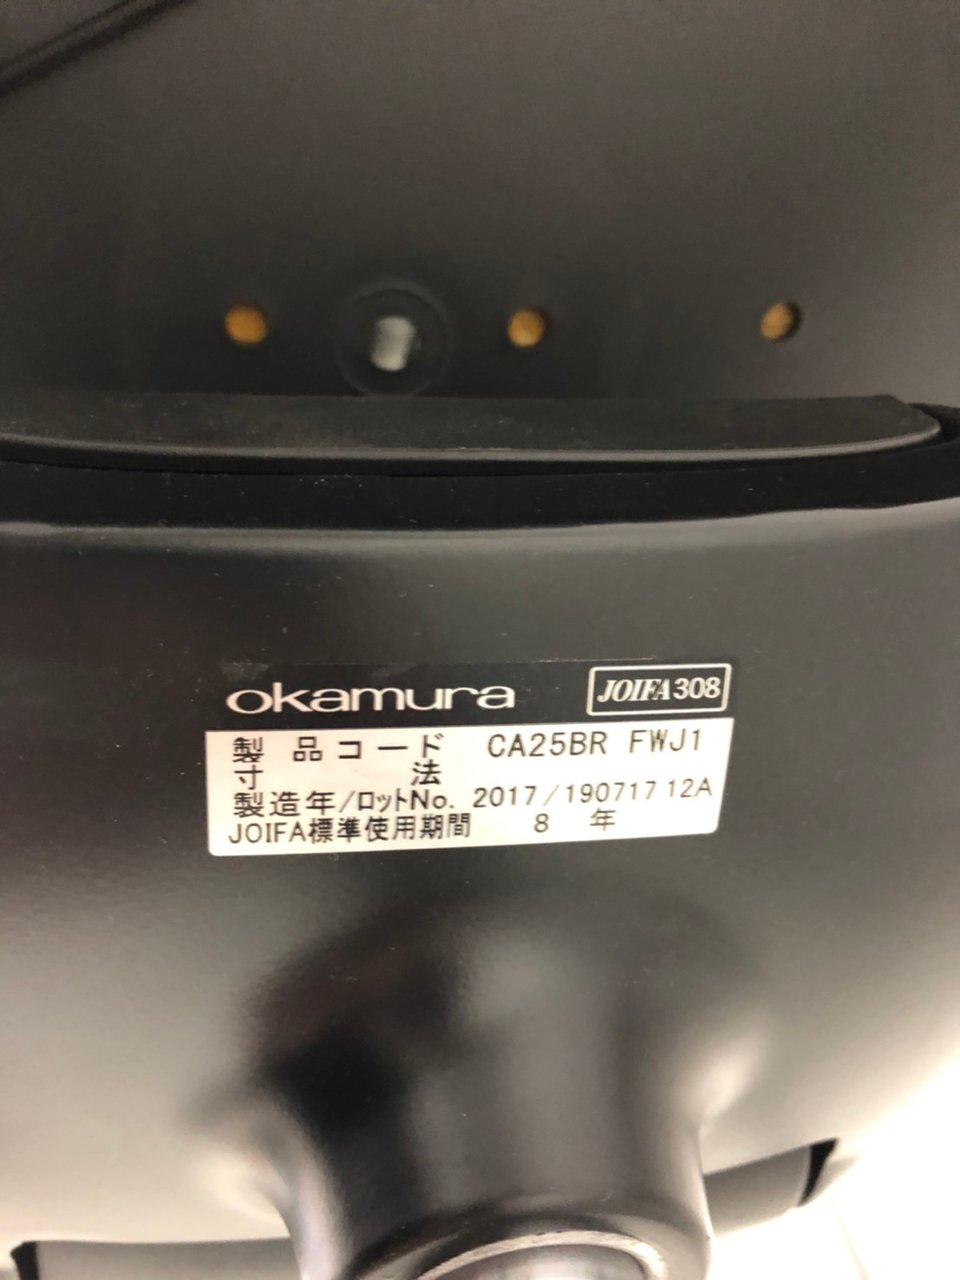 okamura JOIFA308
製品コード CA25BR FWJ1
寸法
製造年/ロットNo. 2017/190717 12A
JOIFA標準使用期間 8 年